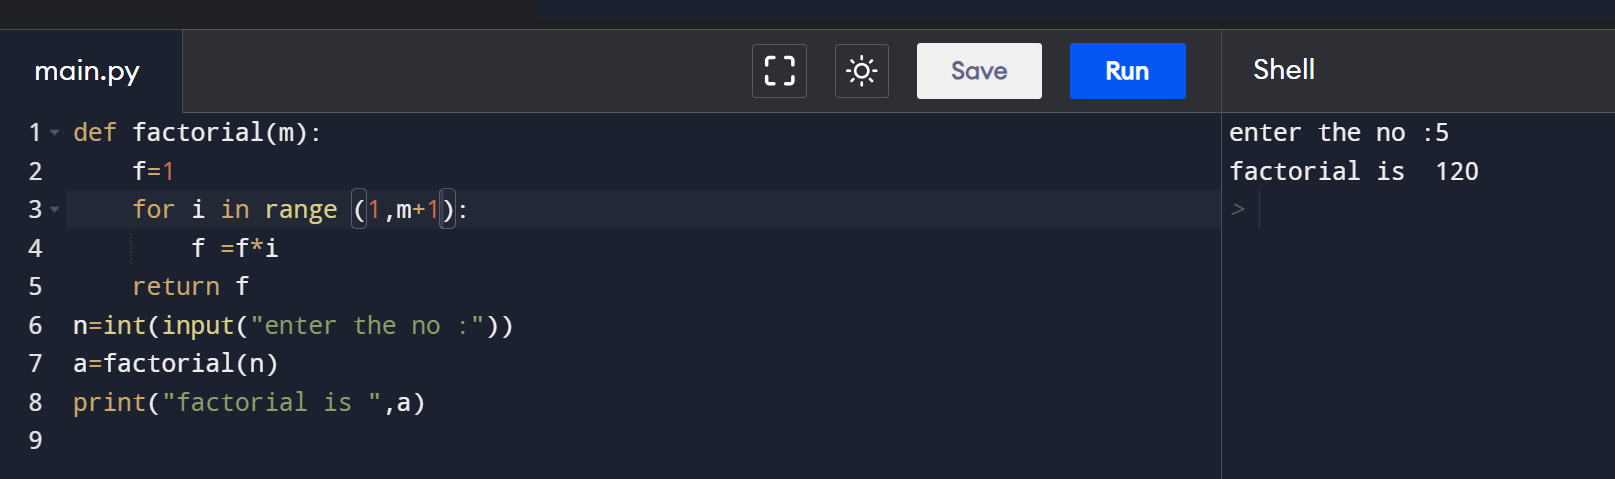 main.py
Save
Run
Shell
1 def factorial(m):
2     f=1
3     for i in range (1,m+1):
4         f =f*i
5     return f
6 n=int(input("enter the no :"))
7 a=factorial(n)
8 print("factorial is ",a)
9
enter the no :5
factorial is  120
>